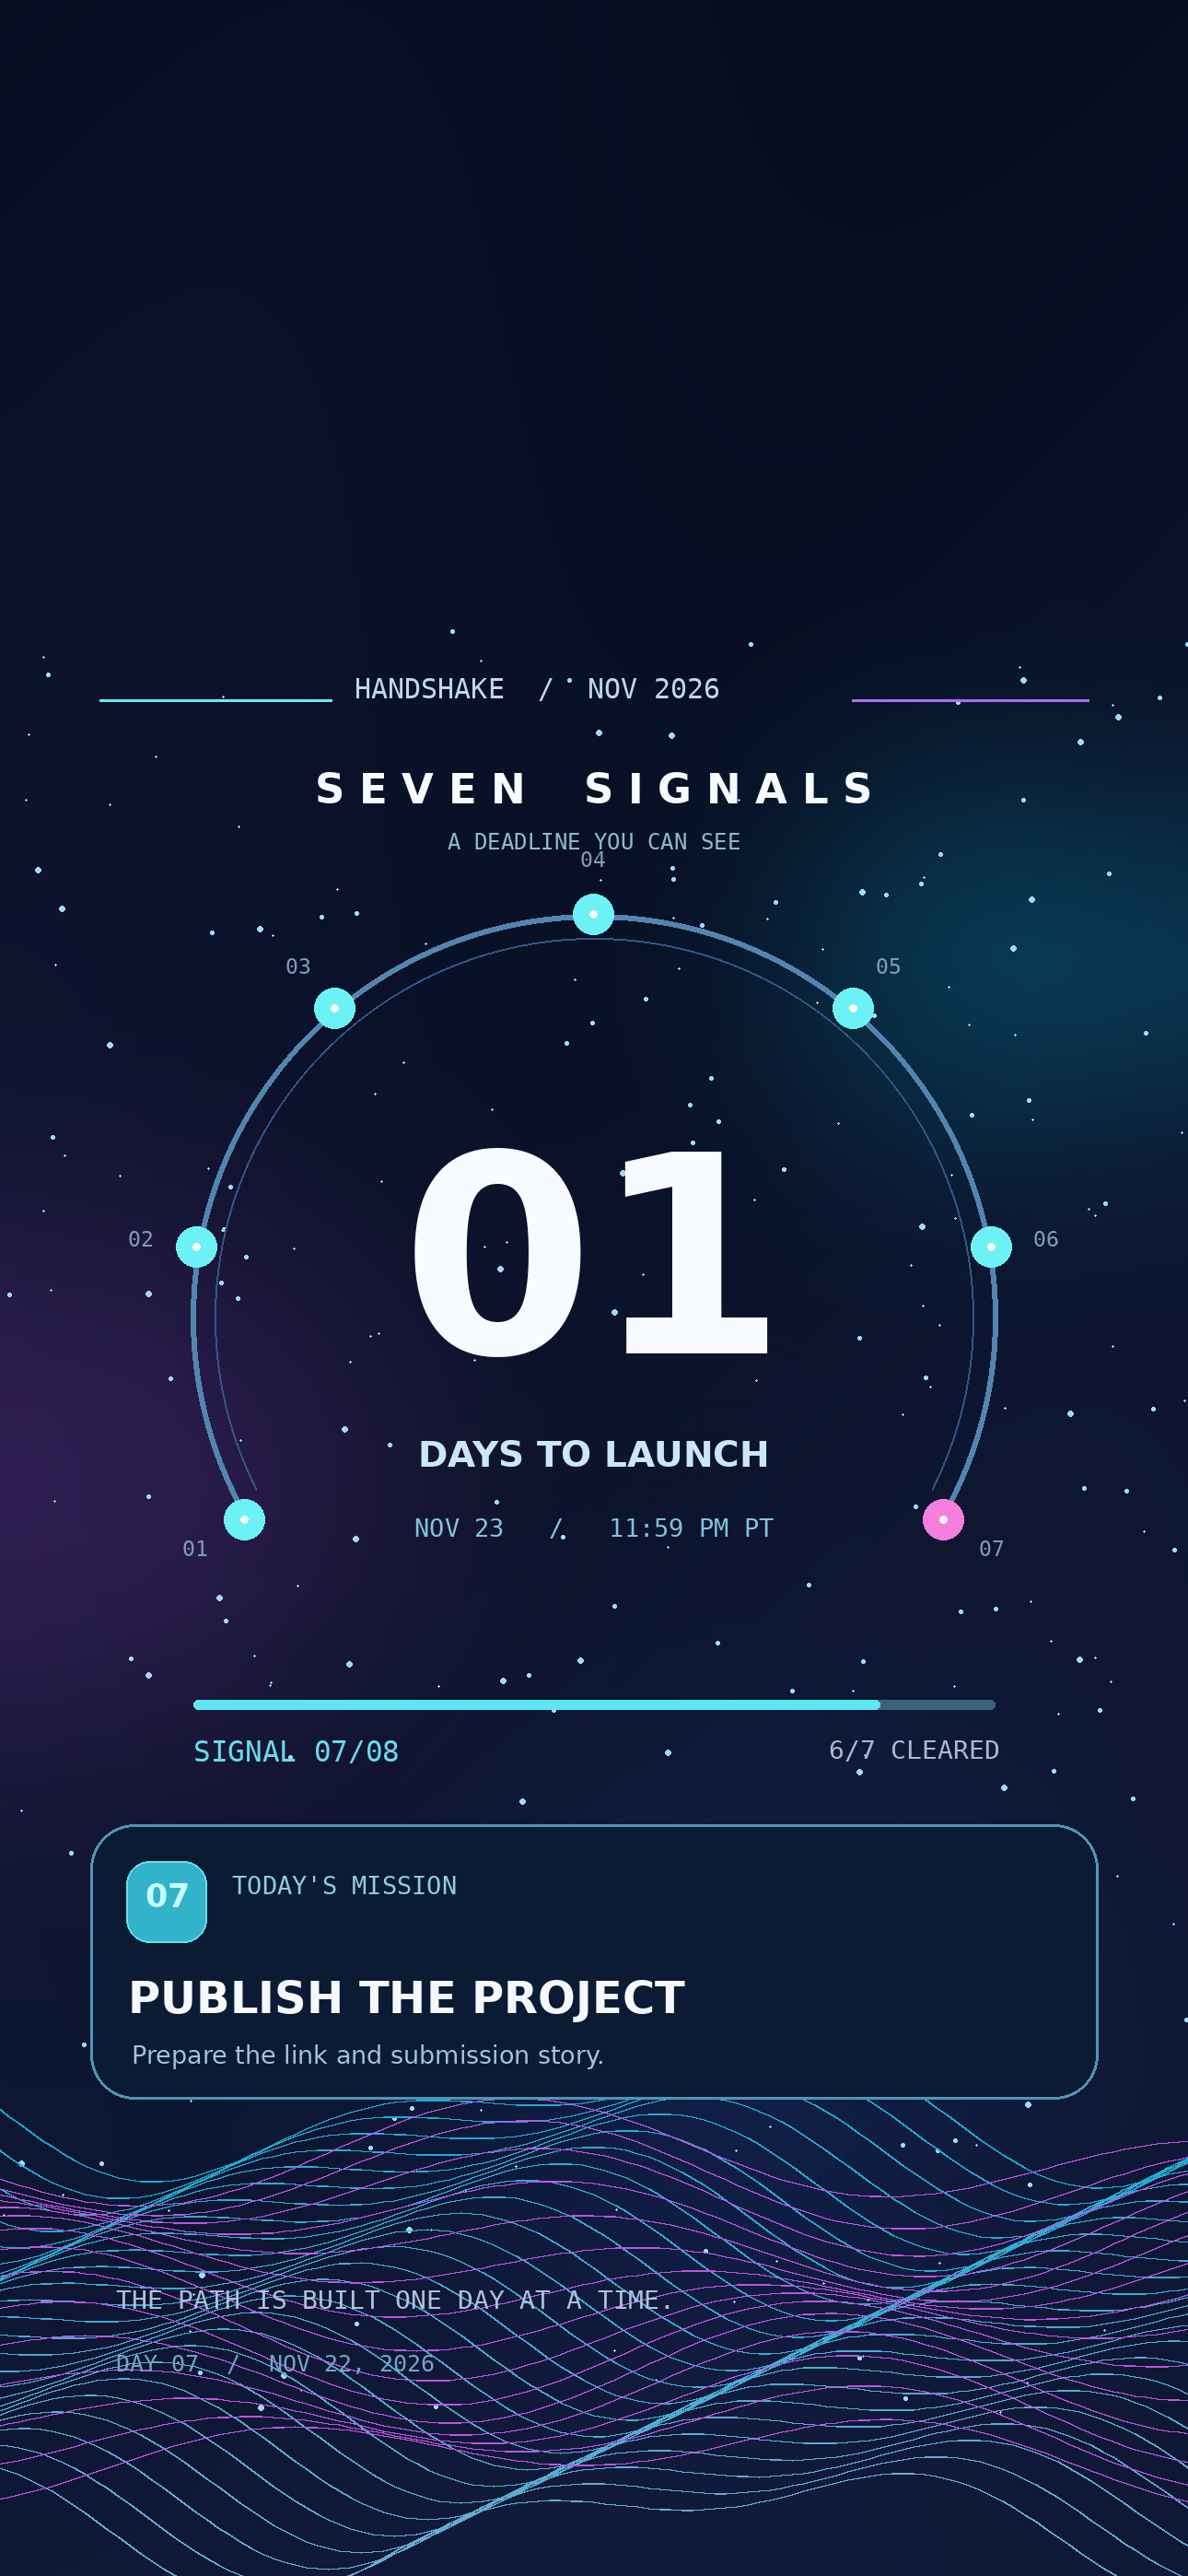 HANDSHAKE / NOV 2026
SEVEN SIGNALS
A DEADLINE YOU CAN SEE
04
03
05
02
06
01
DAYS TO LAUNCH
NOV 23 / 11:59 PM PT
01
07
SIGNAL 07/08
6/7 CLEARED
07
TODAY'S MISSION
PUBLISH THE PROJECT
Prepare the link and submission story.
THE PATH IS BUILT ONE DAY AT A TIME.
DAY 07 / NOV 22, 2026